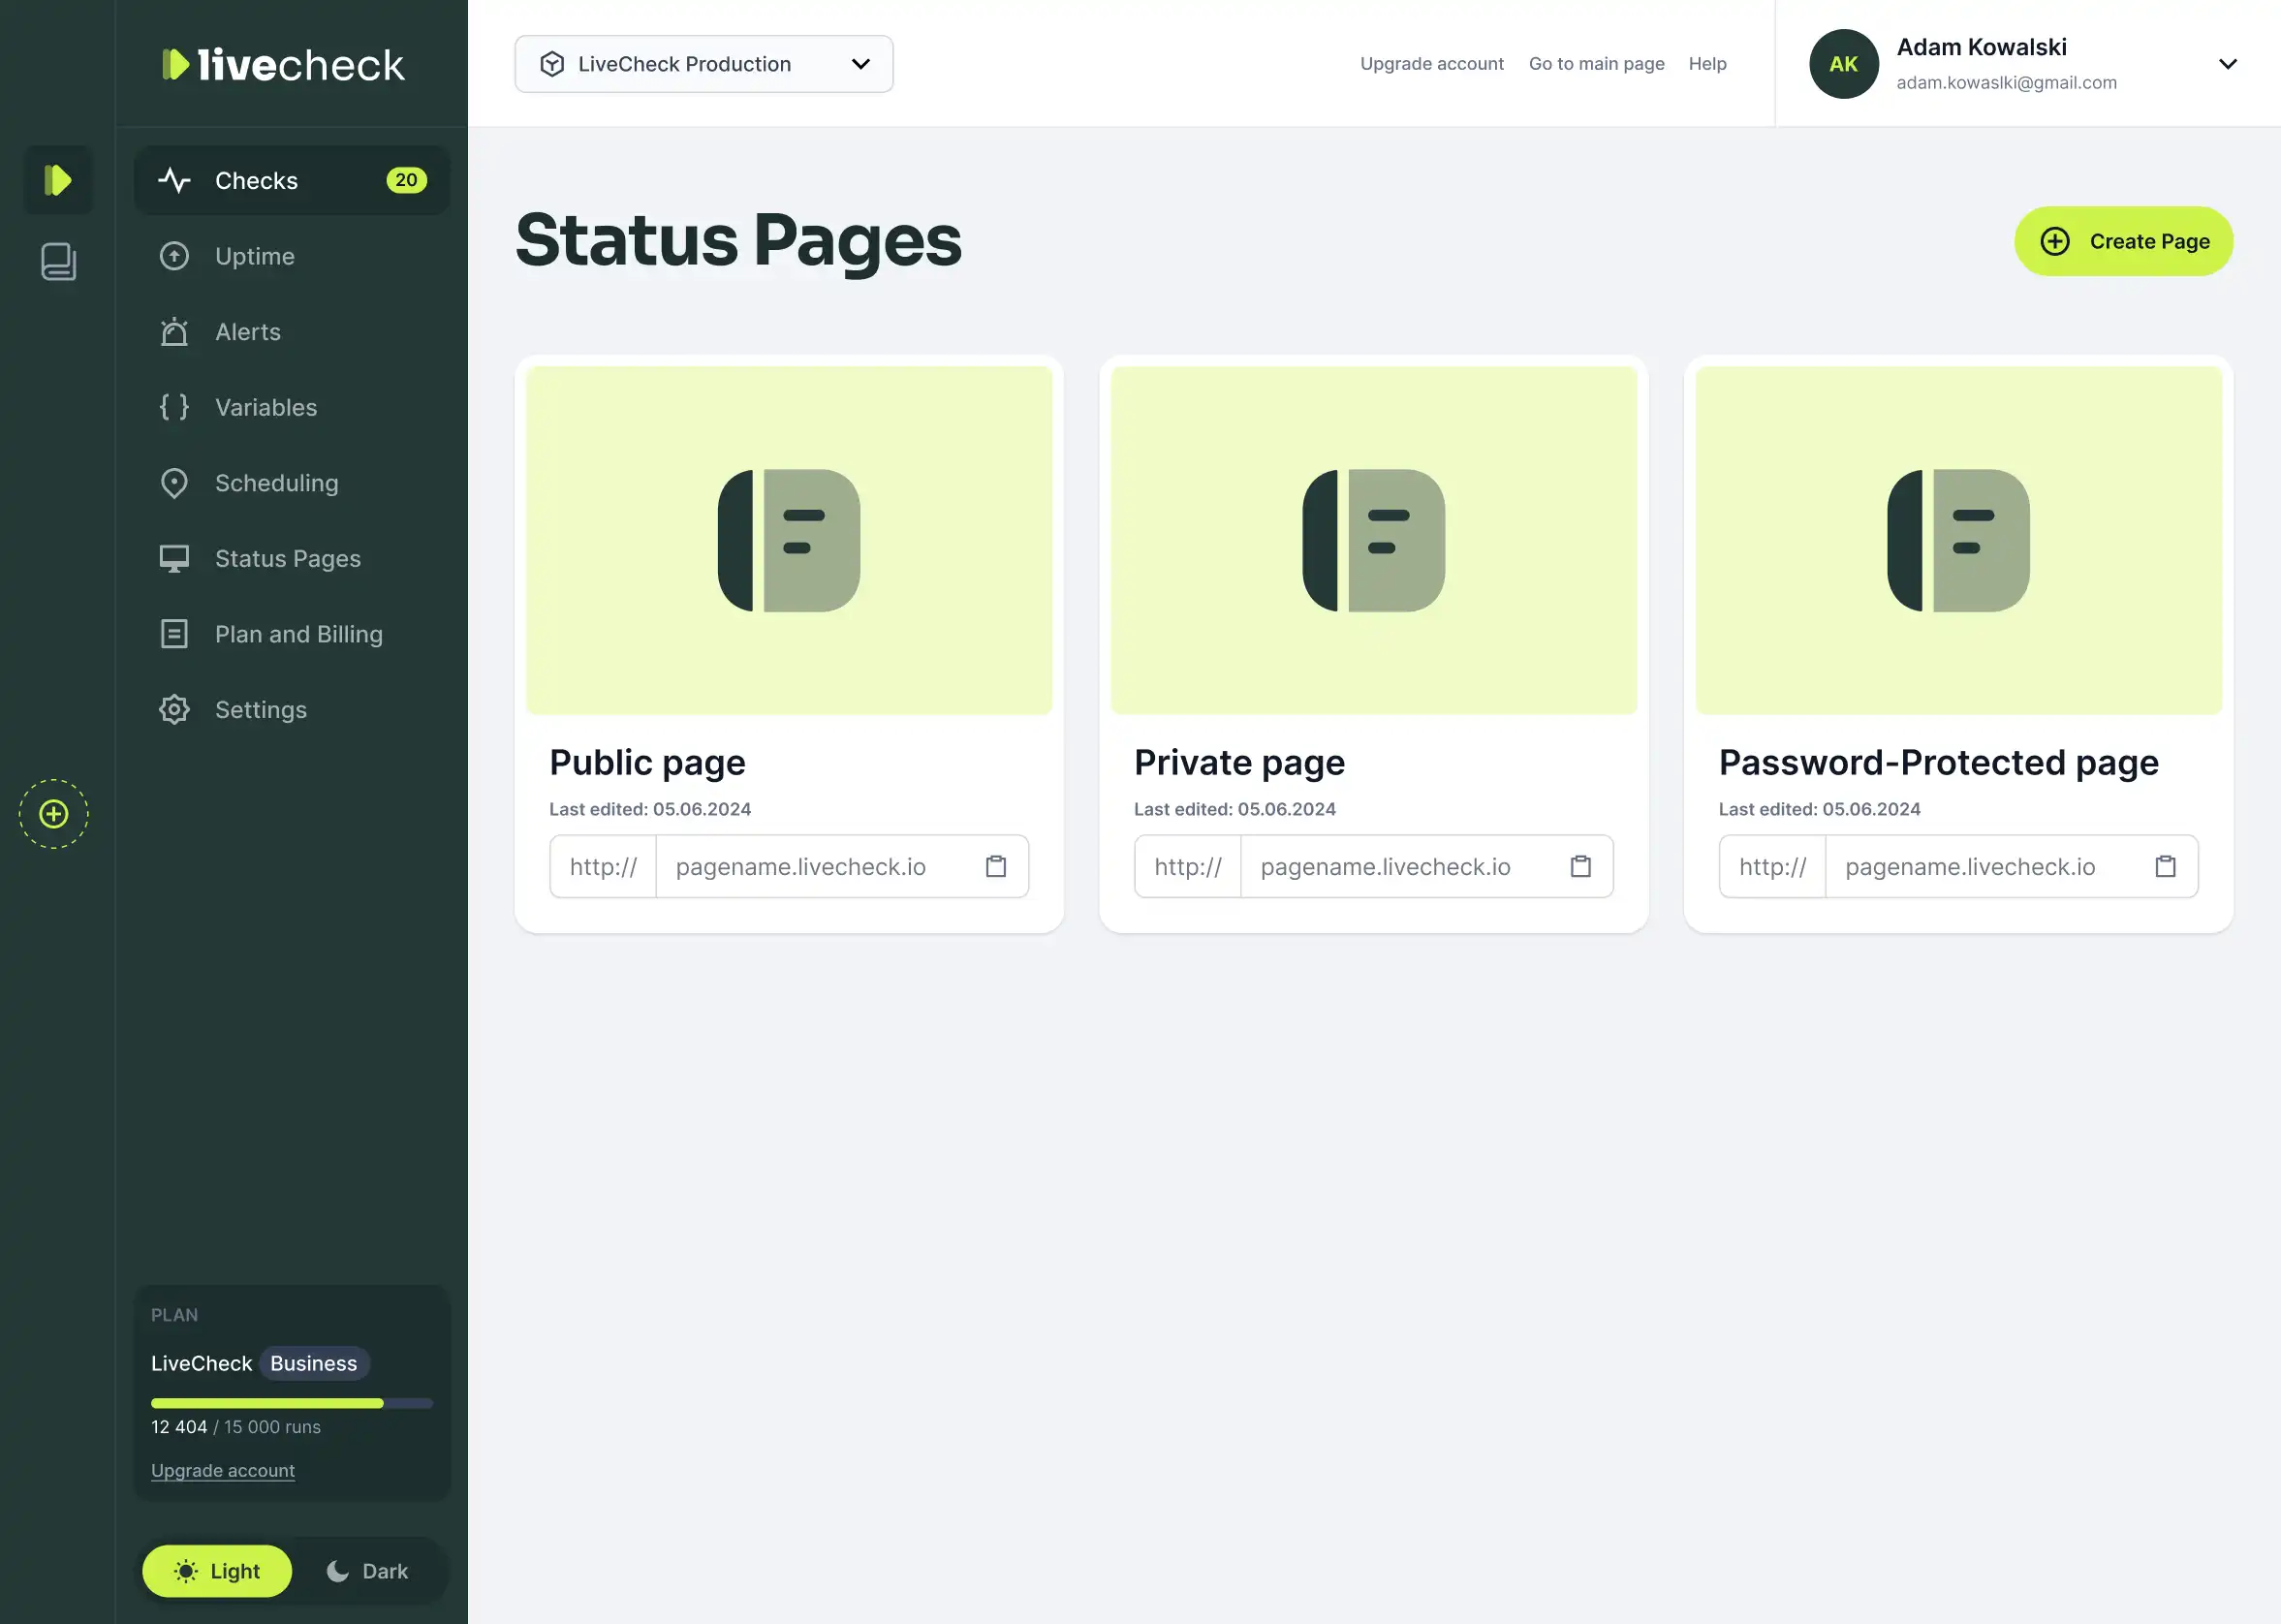 livecheck
Checks 20
Uptime
Alerts
{ } Variables
Scheduling
Status Pages
Plan and Billing
Settings
PLAN
LiveCheck Business
12 404 / 15 000 runs
Upgrade account
Light Dark
LiveCheck Production
Upgrade account Go to main page Help
AK
Adam Kowalski
adam.kowaslki@gmail.com
Status Pages
Create Page
Public page
Last edited: 05.06.2024
http:// pagename.livecheck.io
Private page
Last edited: 05.06.2024
http:// pagename.livecheck.io
Password-Protected page
Last edited: 05.06.2024
http:// pagename.livecheck.io